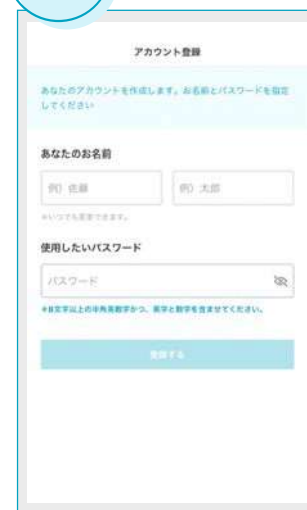 アカウント登録
あなたのアカウントを作成します。お名前とパスワードを指定
してください
あなたのお名前
例）佐藤 例）太郎
*いつでも変更できます。
使用したいパスワード
パスワード
*8文字以上の半角英数字かつ、英字と数字を含ませてください。
登録する